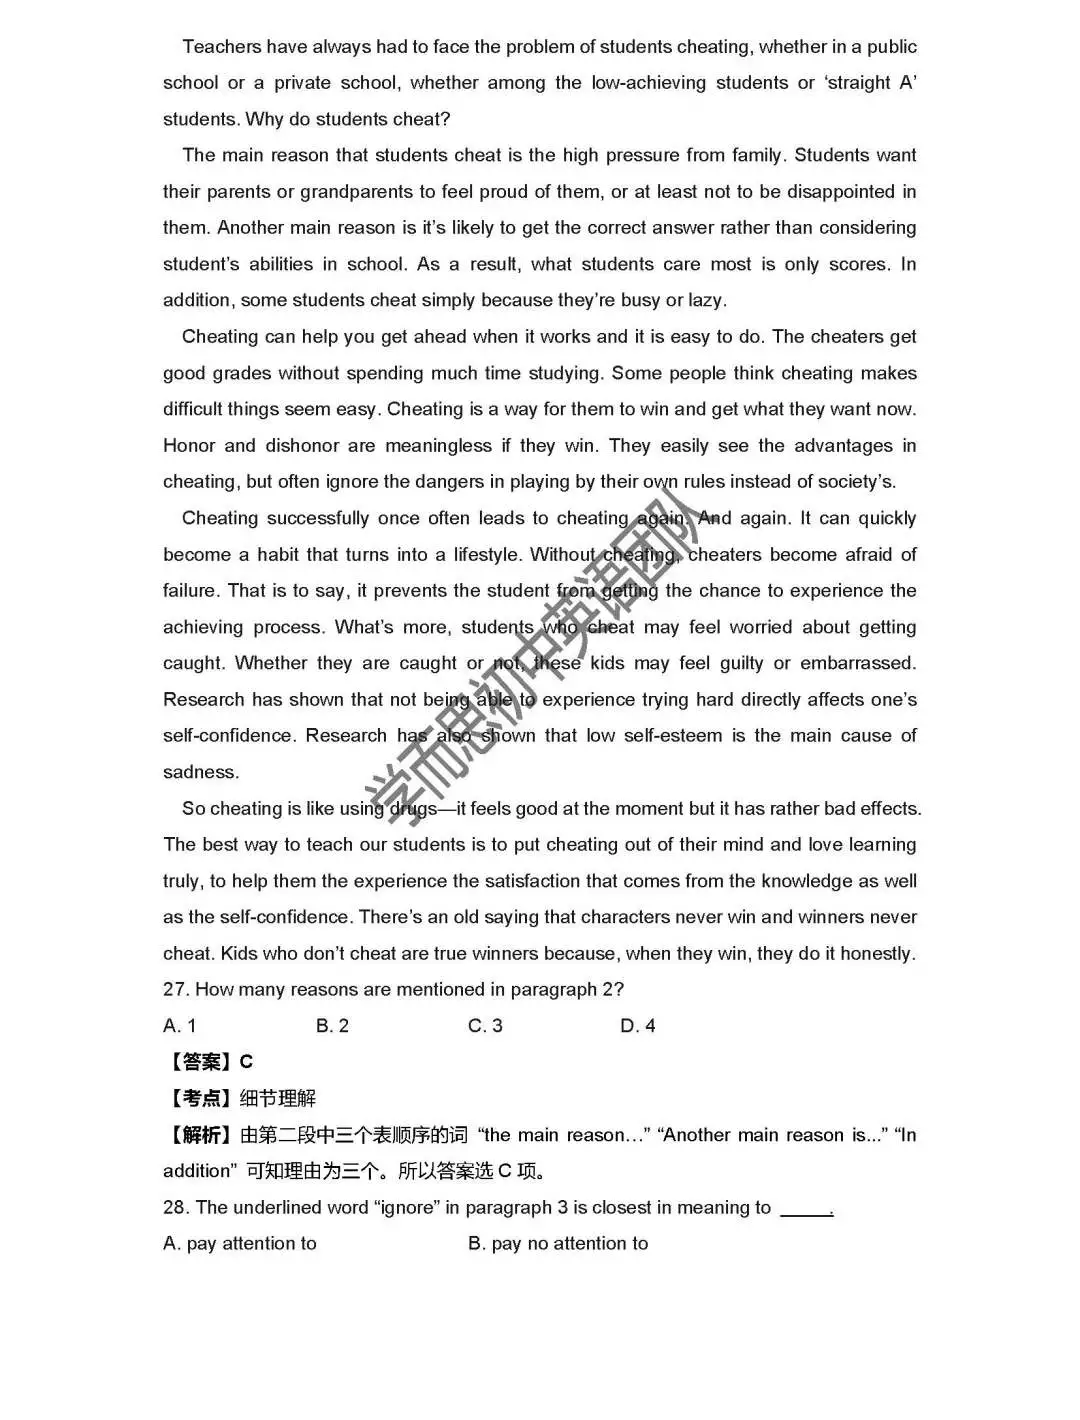 Teachers have always had to face the problem of students cheating, whether in a public
school or a private school, whether among the low-achieving students or ‘straight A’
students. Why do students cheat?
The main reason that students cheat is the high pressure from family. Students want
their parents or grandparents to feel proud of them, or at least not to be disappointed in
them. Another main reason is it’s likely to get the correct answer rather than considering
student’s abilities in school. As a result, what students care most is only scores. In
addition, some students cheat simply because they’re busy or lazy.
Cheating can help you get ahead when it works and it is easy to do. The cheaters get
good grades without spending much time studying. Some people think cheating makes
difficult things seem easy. Cheating is a way for them to win and get what they want now.
Honor and dishonor are meaningless if they win. They easily see the advantages in
cheating, but often ignore the dangers in playing by their own rules instead of society’s.
Cheating successfully once often leads to cheating again. And again. It can quickly
become a habit that turns into a lifestyle. Without cheating, cheaters become afraid of
failure. That is to say, it prevents the student from getting the chance to experience the
achieving process. What’s more, students who cheat may feel worried about getting
caught. Whether they are caught or not, these kids may feel guilty or embarrassed.
Research has shown that not being able to experience trying hard directly affects one’s
self-confidence. Research has also shown that low self-esteem is the main cause of
sadness.
So cheating is like using drugs—it feels good at the moment but it has rather bad effects.
The best way to teach our students is to put cheating out of their mind and love learning
truly, to help them the experience the satisfaction that comes from the knowledge as well
as the self-confidence. There’s an old saying that characters never win and winners never
cheat. Kids who don’t cheat are true winners because, when they win, they do it honestly.
27. How many reasons are mentioned in paragraph 2?
A. 1 B. 2 C. 3 D. 4
【答案】C
【考点】细节理解
【解析】由第二段中三个表顺序的词 “the main reason…” “Another main reason is...” “In
addition” 可知理由为三个。所以答案选 C 项。
28. The underlined word “ignore” in paragraph 3 is closest in meaning to _____.
A. pay attention to B. pay no attention to
学而思初中英语团队